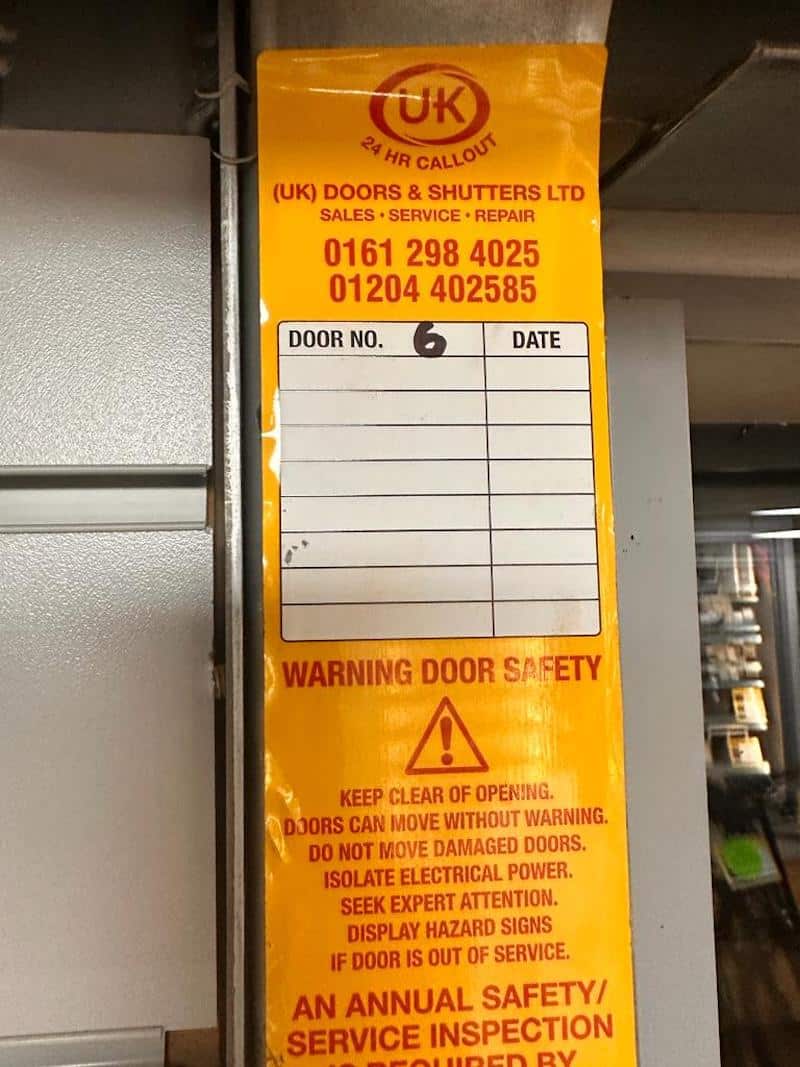 UK
24 HR CALLOUT
(UK) DOORS & SHUTTERS LTD
SALES • SERVICE • REPAIR
0161 298 4025
01204 402585
DOOR NO. 6 DATE
WARNING DOOR SAFETY
KEEP CLEAR OF OPENING.
DOORS CAN MOVE WITHOUT WARNING.
DO NOT MOVE DAMAGED DOORS.
ISOLATE ELECTRICAL POWER.
SEEK EXPERT ATTENTION.
DISPLAY HAZARD SIGNS
IF DOOR IS OUT OF SERVICE.
AN ANNUAL SAFETY/
SERVICE INSPECTION
IS REQUIRED BY